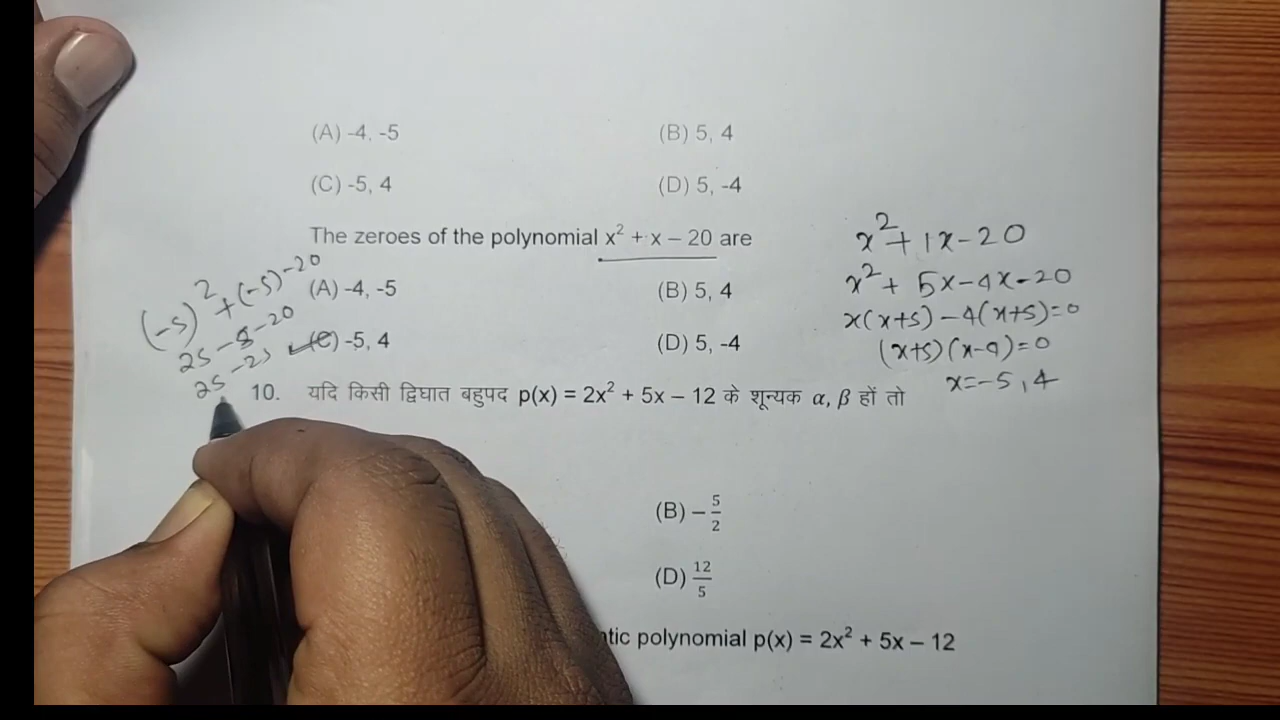 (A) -4, -5 (B) 5, 4
(C) -5, 4 (D) 5, -4
The zeroes of the polynomial x² + x – 20 are
(A) -4, -5 (B) 5, 4
(C) -5, 4 (D) 5, -4
x² + 1x - 20
x² + 5x - 4x - 20
x(x+5) - 4(x+5) = 0
(x+5)(x-4) = 0
x = -5, 4
(-5)² + (-5) - 20
25 - 5 - 20
25 - 25
10. यदि किसी द्विघात बहुपद p(x) = 2x² + 5x – 12 के शून्यक α, β हों तो
(B) – 5/2
(D) 12/5
tic polynomial p(x) = 2x² + 5x – 12